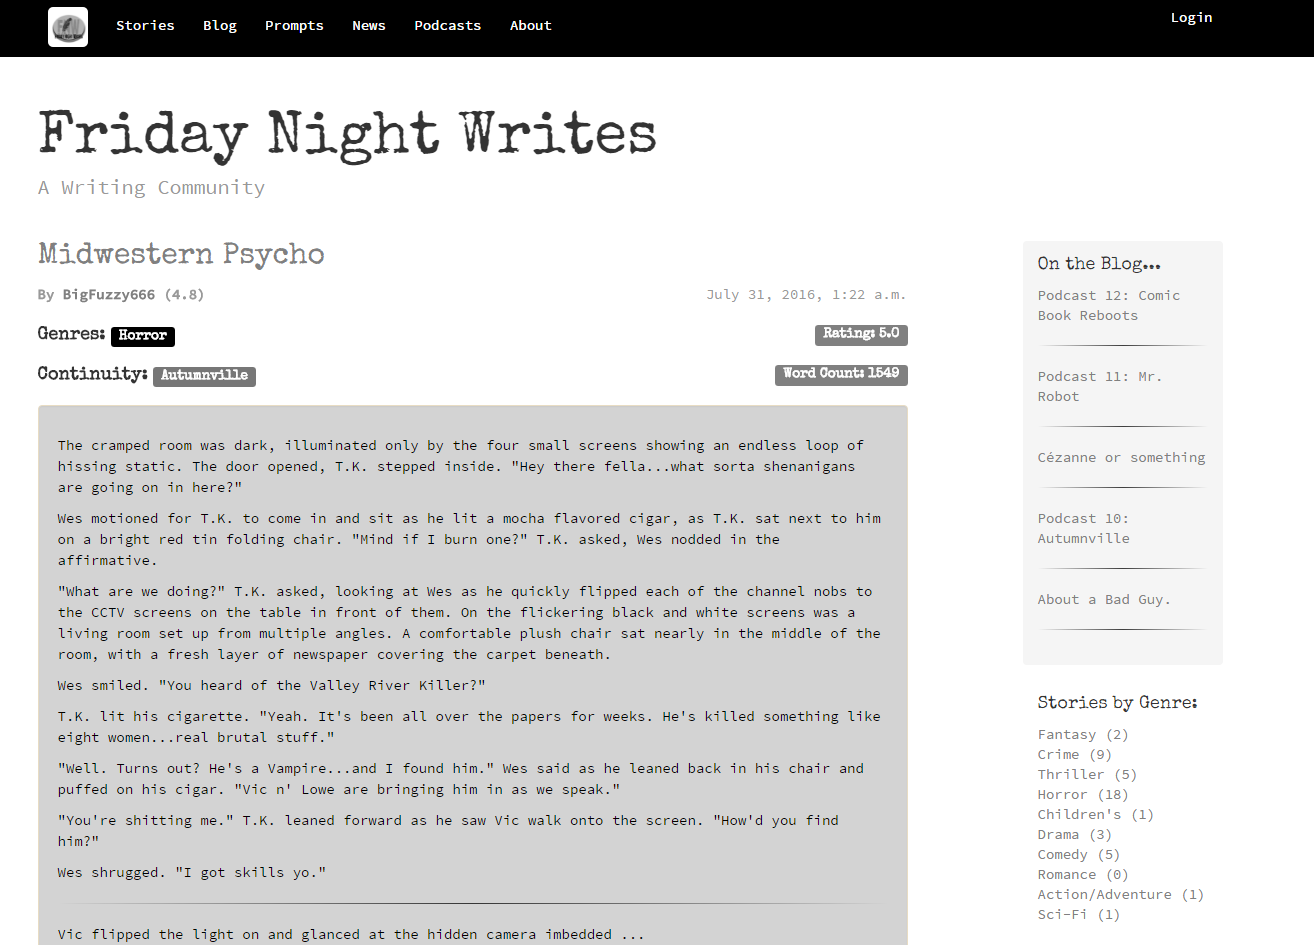 Stories Blog Prompts News Podcasts About Login
Friday Night Writes
A Writing Community
Midwestern Psycho
By BigFuzzy666 (4.8) July 31, 2016, 1:22 a.m.
Genres: Horror Rating: 5.0
Continuity: Autumnville Word Count: 1549
The cramped room was dark, illuminated only by the four small screens showing an endless loop of
hissing static. The door opened, T.K. stepped inside. "Hey there fella...what sorta shenanigans
are going on in here?"
Wes motioned for T.K. to come in and sit as he lit a mocha flavored cigar, as T.K. sat next to him
on a bright red tin folding chair. "Mind if I burn one?" T.K. asked, Wes nodded in the
affirmative.
"What are we doing?" T.K. asked, looking at Wes as he quickly flipped each of the channel nobs to
the CCTV screens on the table in front of them. On the flickering black and white screens was a
living room set up from multiple angles. A comfortable plush chair sat nearly in the middle of the
room, with a fresh layer of newspaper covering the carpet beneath.
Wes smiled. "You heard of the Valley River Killer?"
T.K. lit his cigarette. "Yeah. It's been all over the papers for weeks. He's killed something like
eight women...real brutal stuff."
"Well. Turns out? He's a Vampire...and I found him." Wes said as he leaned back in his chair and
puffed on his cigar. "Vic n' Lowe are bringing him in as we speak."
"You're shitting me." T.K. leaned forward as he saw Vic walk onto the screen. "How'd you find
him?"
Wes shrugged. "I got skills yo."
Vic flipped the light on and glanced at the hidden camera imbedded ...
On the Blog...
Podcast 12: Comic
Book Reboots
Podcast 11: Mr.
Robot
Cézanne or something
Podcast 10:
Autumnville
About a Bad Guy.
Stories by Genre:
Fantasy (2)
Crime (9)
Thriller (5)
Horror (18)
Children's (1)
Drama (3)
Comedy (5)
Romance (0)
Action/Adventure (1)
Sci-Fi (1)